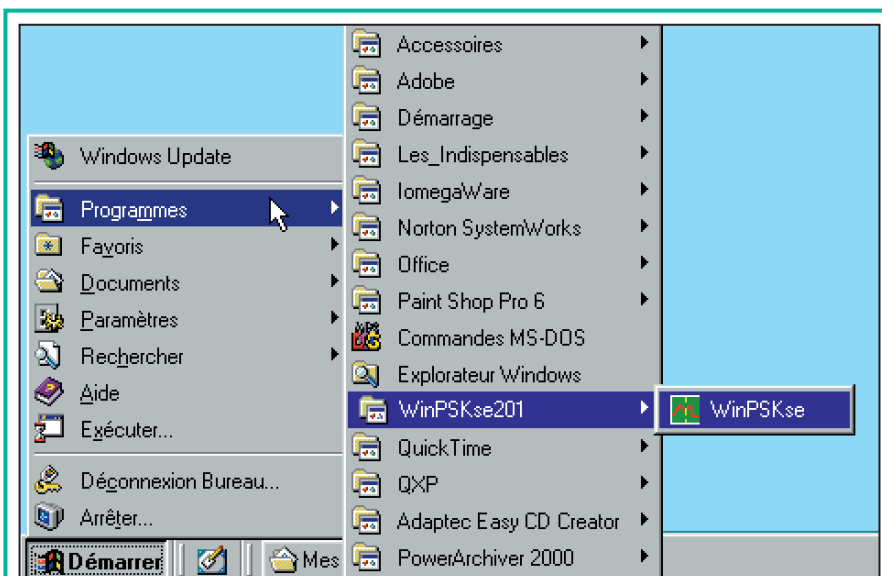 Windows Update
Programmes
Favoris
Documents
Paramètres
Rechercher
Aide
Exécuter...
Déconnexion Bureau...
Arrêter...
Démarrer
Mes
Accessoires
Adobe
Démarrage
Les_Indispensables
IomegaWare
Norton SystemWorks
Office
Paint Shop Pro 6
Commandes MS-DOS
Explorateur Windows
WinPSKse201
QuickTime
QXP
Adaptec Easy CD Creator
PowerArchiver 2000
WinPSKse